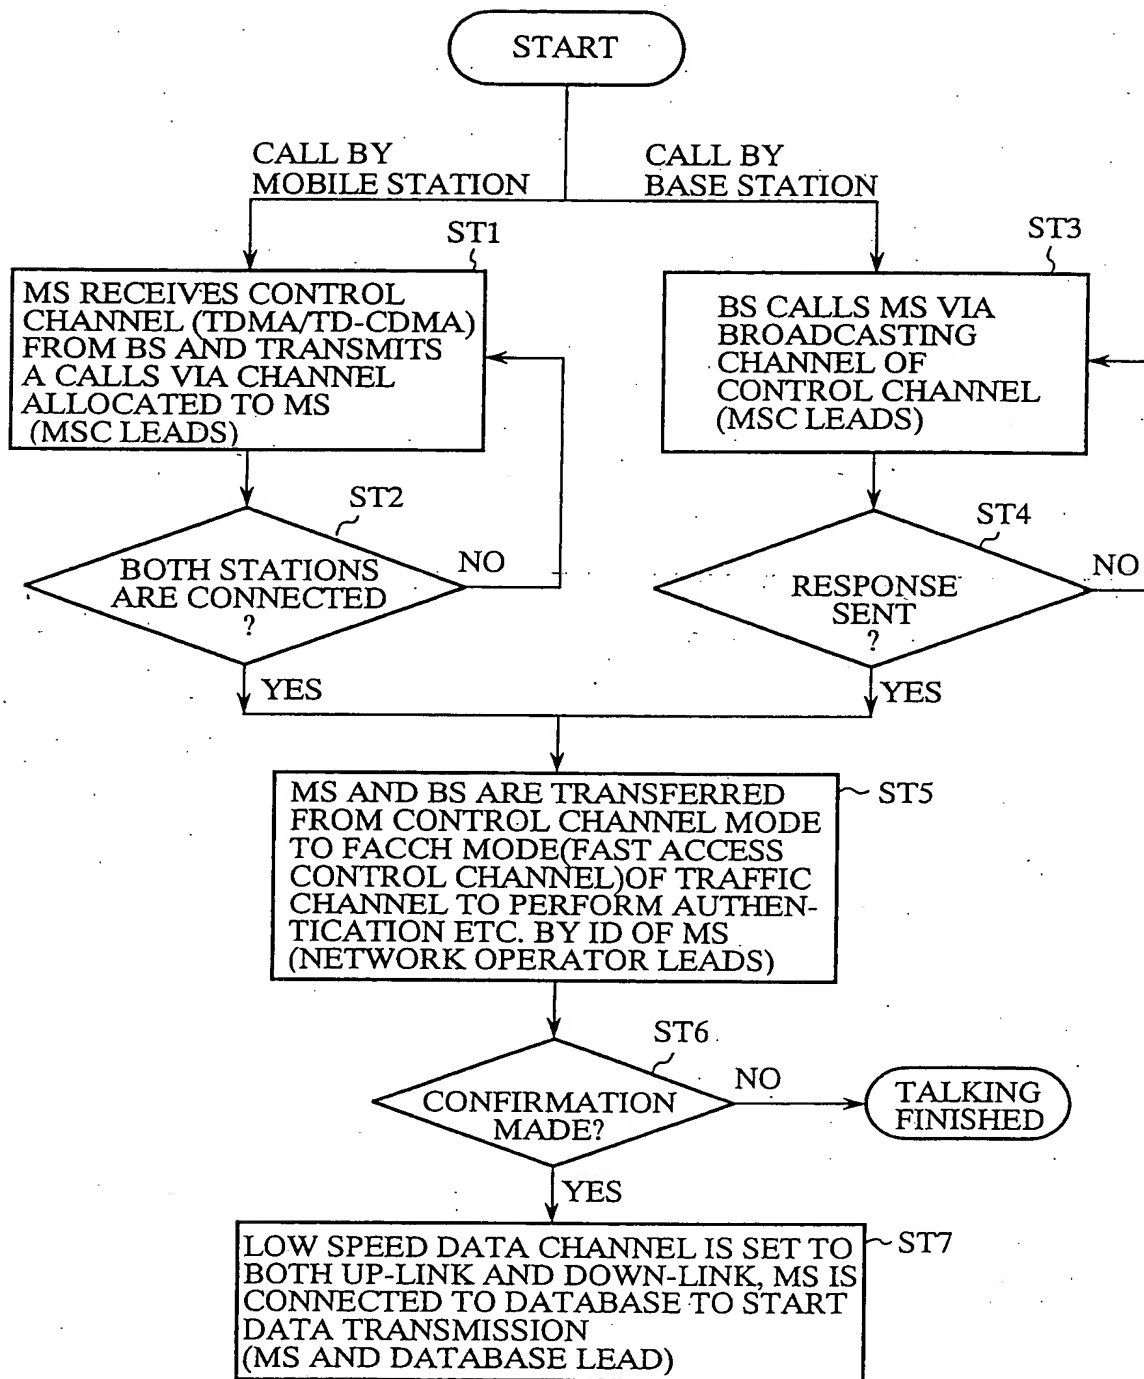 START
CALL BY
MOBILE STATION
CALL BY
BASE STATION
ST1
MS RECEIVES CONTROL
CHANNEL (TDMA/TD-CDMA)
FROM BS AND TRANSMITS
A CALLS VIA CHANNEL
ALLOCATED TO MS
(MSC LEADS)
ST3
BS CALLS MS VIA
BROADCASTING
CHANNEL OF
CONTROL CHANNEL
(MSC LEADS)
ST2
BOTH STATIONS
ARE CONNECTED
?
NO
YES
ST4
RESPONSE
SENT
?
NO
YES
ST5
MS AND BS ARE TRANSFERRED
FROM CONTROL CHANNEL MODE
TO FACCH MODE(FAST ACCESS
CONTROL CHANNEL)OF TRAFFIC
CHANNEL TO PERFORM AUTHEN-
TICATION ETC. BY ID OF MS
(NETWORK OPERATOR LEADS)
ST6
CONFIRMATION
MADE?
NO
TALKING
FINISHED
YES
ST7
LOW SPEED DATA CHANNEL IS SET TO
BOTH UP-LINK AND DOWN-LINK, MS IS
CONNECTED TO DATABASE TO START
DATA TRANSMISSION
(MS AND DATABASE LEAD)